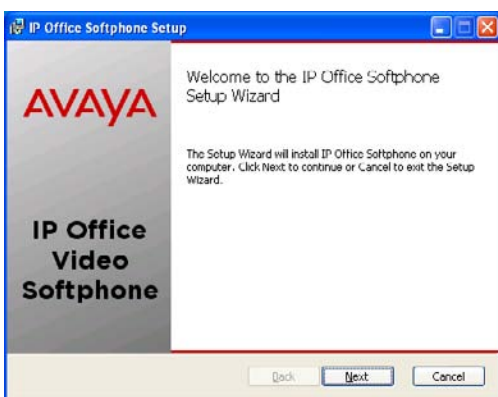 IP Office Softphone Setup
AVAYA
IP Office
Video
Softphone
Welcome to the IP Office Softphone
Setup Wizard
The Setup Wizard will install IP Office Softphone on your
computer. Click Next to continue or Cancel to exit the Setup
Wizard.
Back Next Cancel